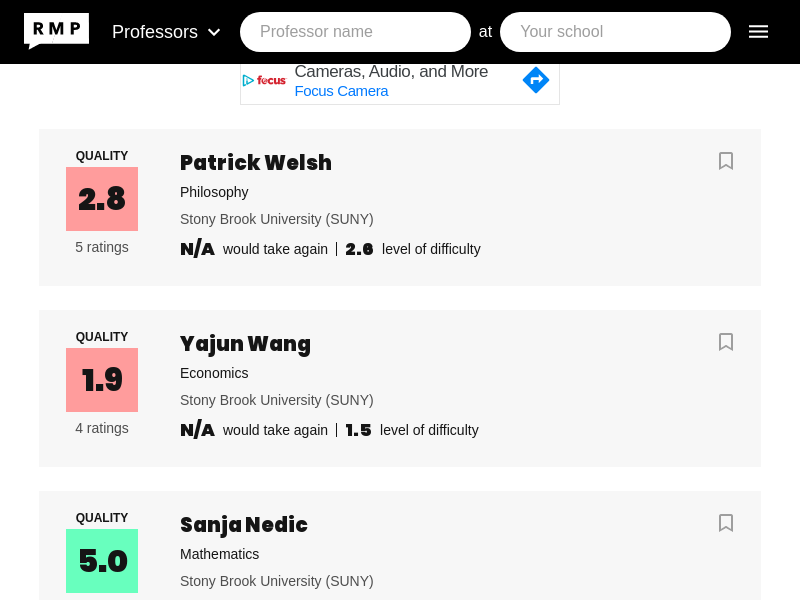 RMP
Professors
Professor name
at
Your school
focus
Cameras, Audio, and More
Focus Camera
QUALITY
2.8
5 ratings
Patrick Welsh
Philosophy
Stony Brook University (SUNY)
N/A would take again | 2.6 level of difficulty
QUALITY
1.9
4 ratings
Yajun Wang
Economics
Stony Brook University (SUNY)
N/A would take again | 1.5 level of difficulty
QUALITY
5.0
Sanja Nedic
Mathematics
Stony Brook University (SUNY)